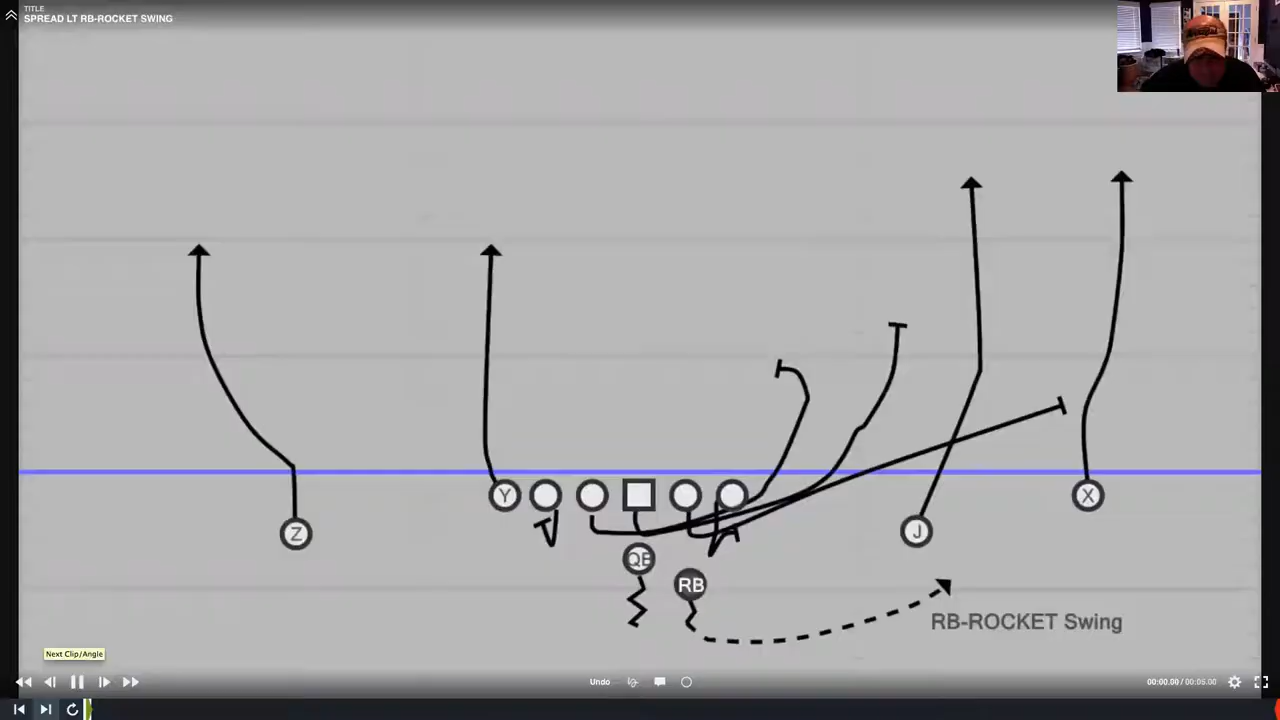 TITLE
SPREAD LT RB-ROCKET SWING
Z
Y
J
X
QB
RB
RB-ROCKET Swing
Next Clip/Angle
Undo
00:00.00 / 00:05.00